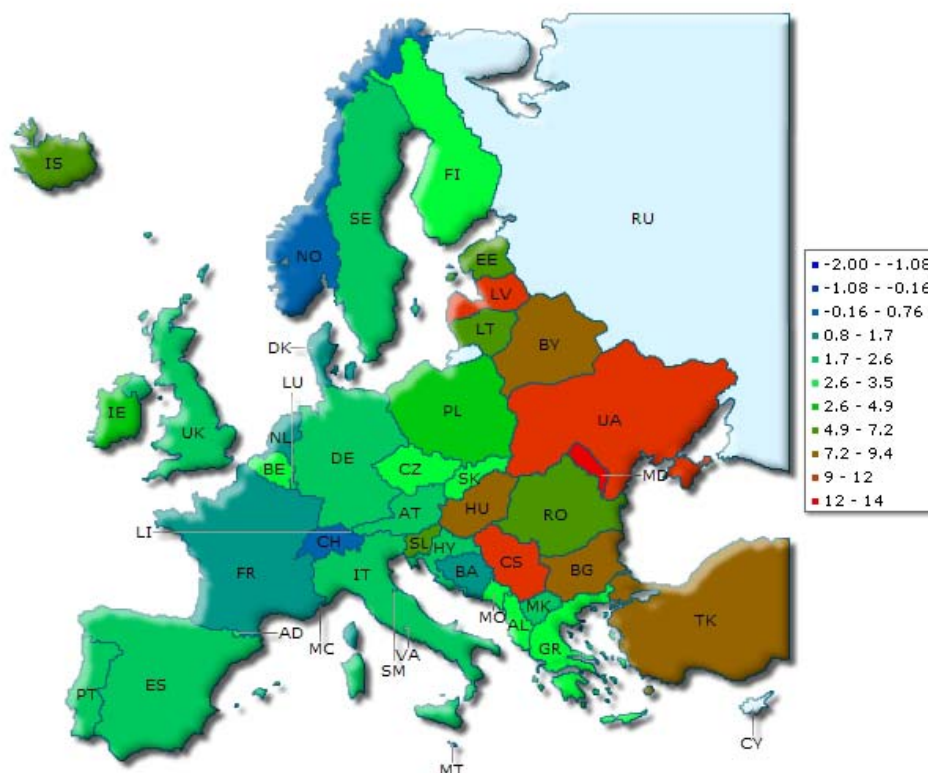 IS
FI
SE
RU
NO
EE
LV
LT
BY
DK
LU
IE
UK
NL
PL
UA
DE
BE
CZ
SK
MD
AT
HU
RO
LI
CH
SL
HY
FR
IT
BA
CS
BG
MO
MK
TK
AL
AD
MC
SM
VA
GR
PT
ES
CY
MT
-2.00 - -1.08
-1.08 - -0.16
-0.16 - 0.76
0.8 - 1.7
1.7 - 2.6
2.6 - 3.5
2.6 - 4.9
4.9 - 7.2
7.2 - 9.4
9 - 12
12 - 14